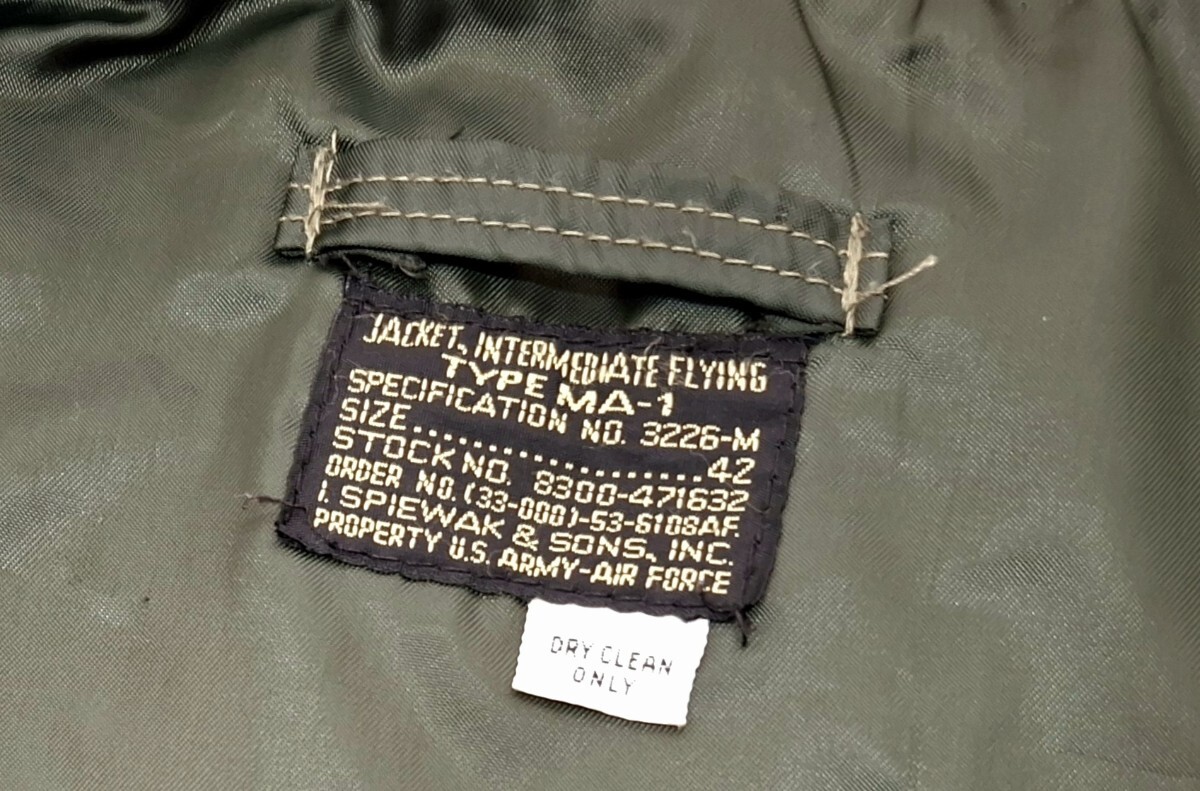 JACKET, INTERMEDIATE FLYING
TYPE MA-1
SPECIFICATION NO. 3226-M
SIZE....................42
STOCK NO. 8300-471632
ORDER NO. (33-000)-53-6108AF.
I. SPIEWAK & SONS, INC.
PROPERTY U.S. ARMY-AIR FORCE
DRY CLEAN
ONLY